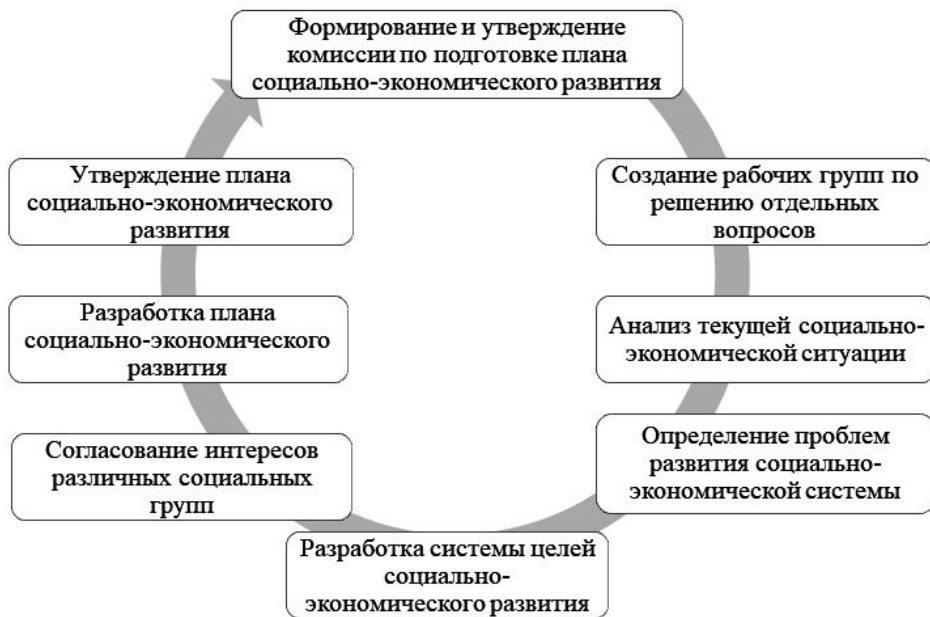 Формирование и утверждение
комиссии по подготовке плана
социально-экономического развития
Создание рабочих групп по
решению отдельных
вопросов
Анализ текущей социально-
экономической ситуации
Определение проблем
развития социально-
экономической системы
Разработка системы целей
социально-
экономического развития
Согласование интересов
различных социальных
групп
Разработка плана
социально-экономического
развития
Утверждение плана
социально-экономического
развития